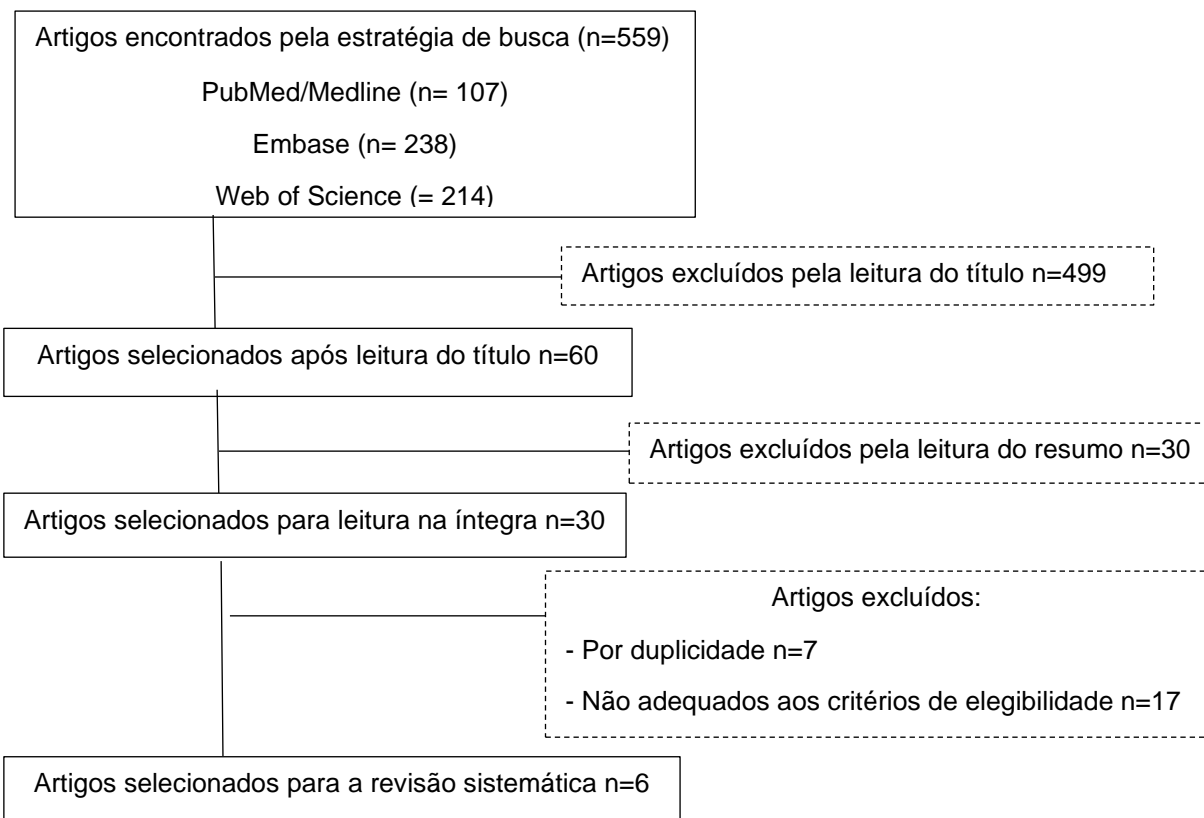 Artigos encontrados pela estratégia de busca (n=559)
PubMed/Medline (n= 107)
Embase (n= 238)
Web of Science (= 214)
Artigos excluídos pela leitura do título n=499
Artigos selecionados após leitura do título n=60
Artigos excluídos pela leitura do resumo n=30
Artigos selecionados para leitura na íntegra n=30
Artigos excluídos:
- Por duplicidade n=7
- Não adequados aos critérios de elegibilidade n=17
Artigos selecionados para a revisão sistemática n=6